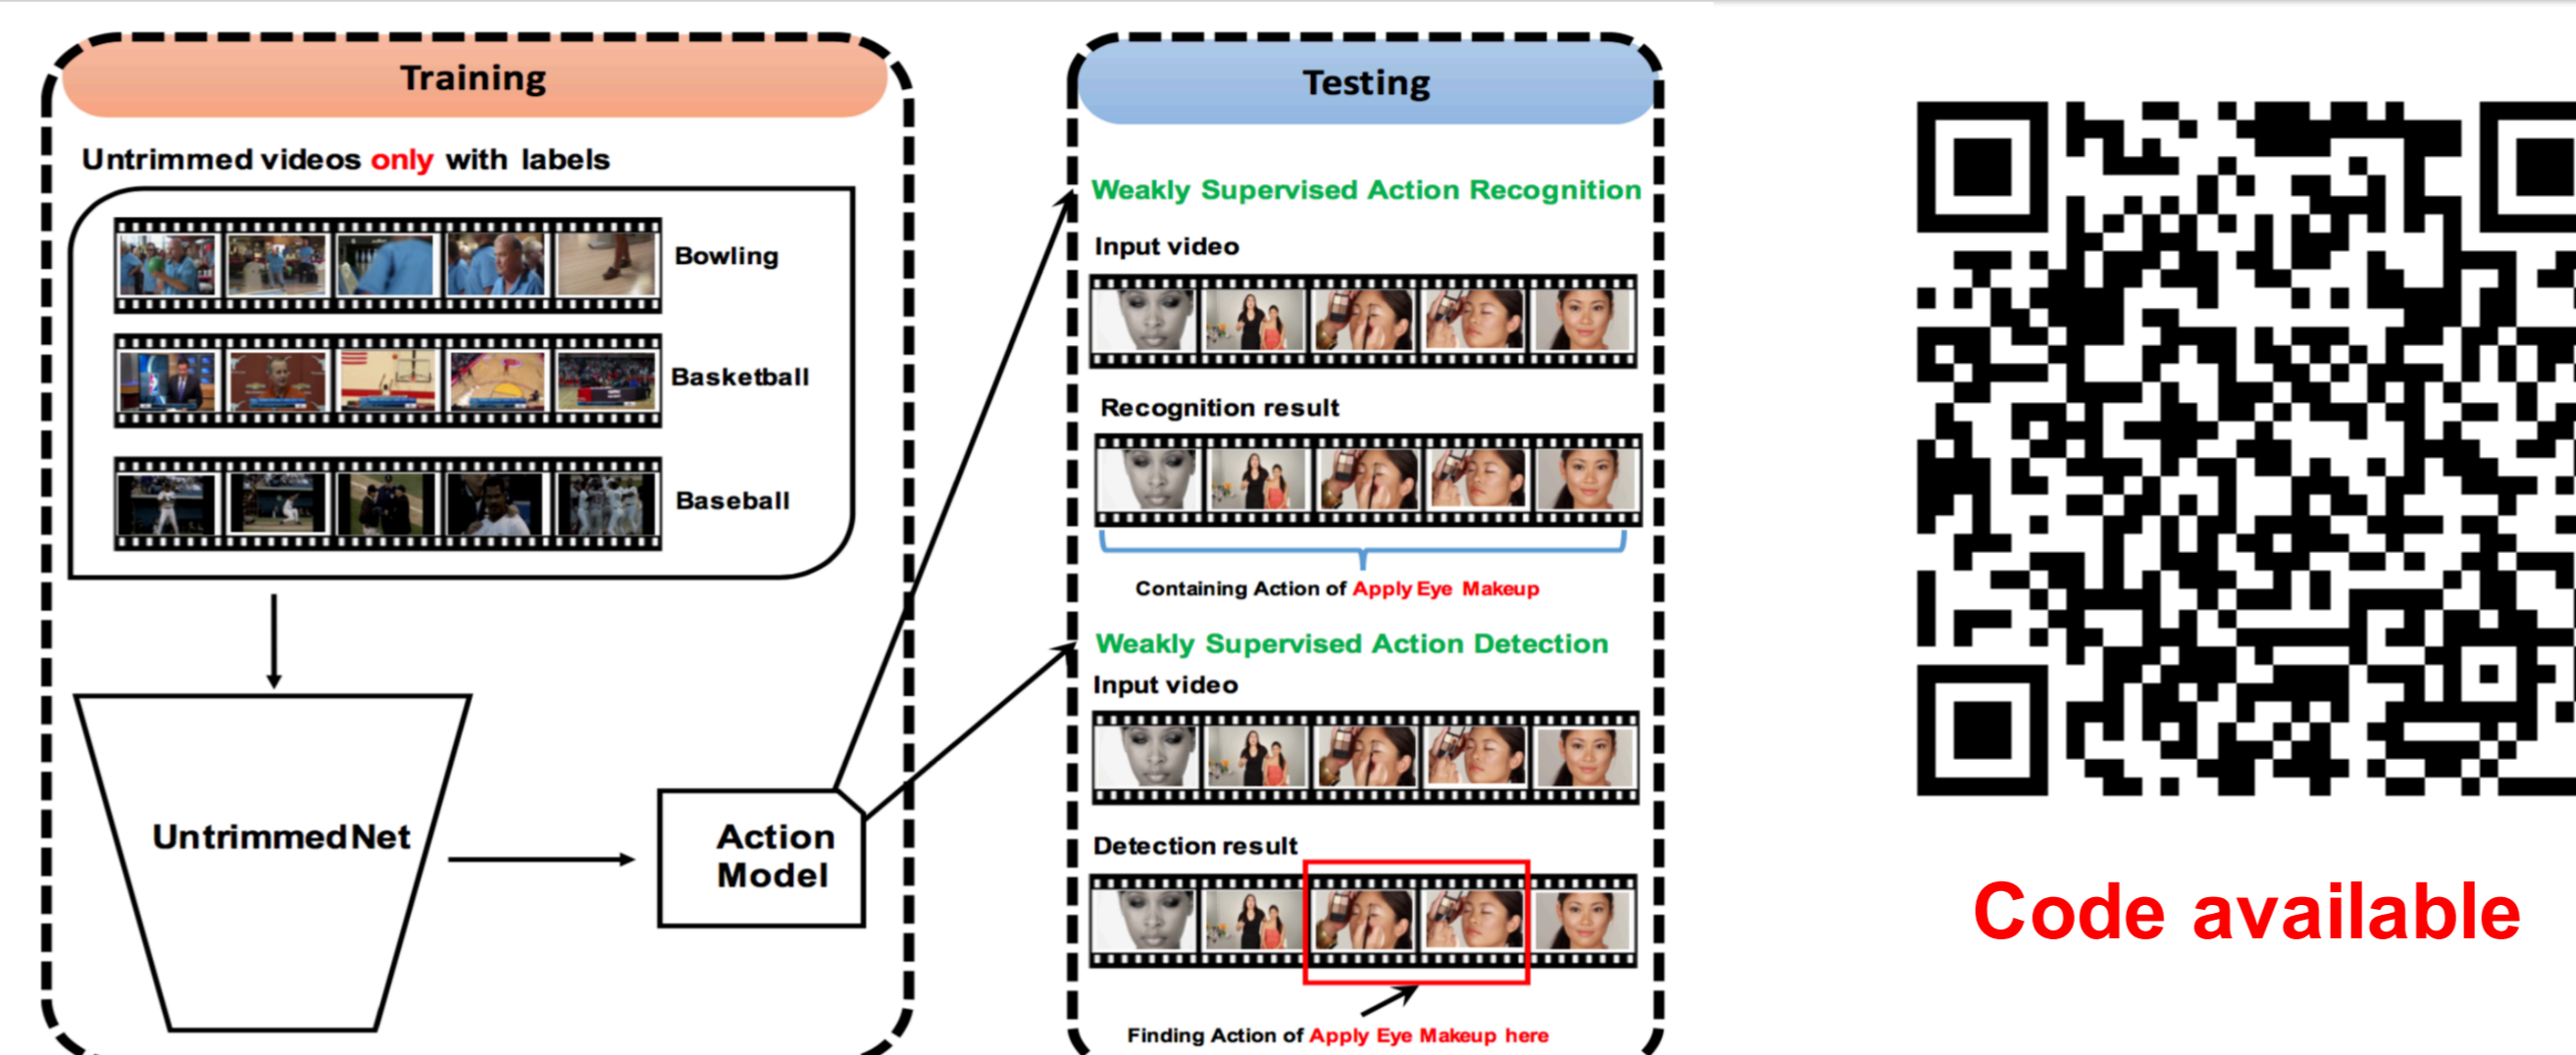 Training
Untrimmed videos only with labels
Bowling
Basketball
Baseball
UntrimmedNet
Action
Model
Testing
Weakly Supervised Action Recognition
Input video
Recognition result
Containing Action of Apply Eye Makeup
Weakly Supervised Action Detection
Input video
Detection result
Finding Action of Apply Eye Makeup here
Code available